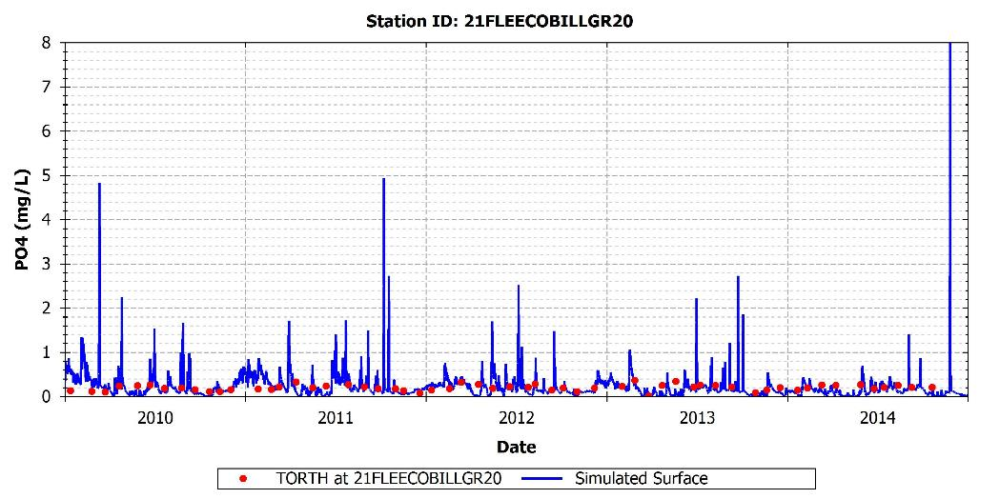 Station ID: 21FLEECOBILLGR20
8
7
6
5
4
3
2
1
0
PO4 (mg/L)
2010 2011 2012 2013 2014
Date
TORTH at 21FLEECOBILLGR20 Simulated Surface